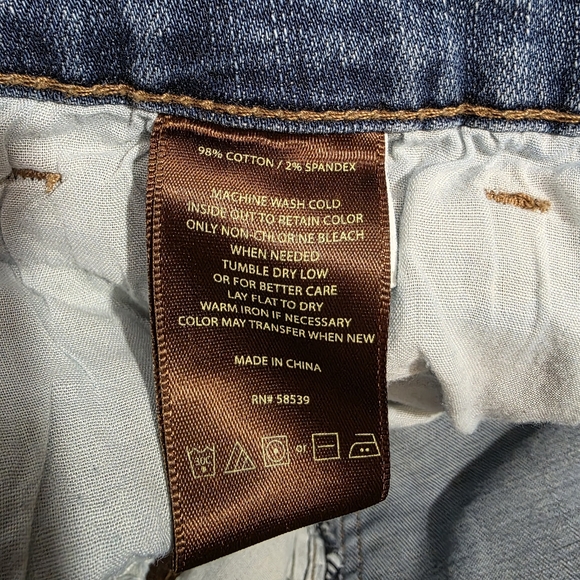 98% COTTON / 2% SPANDEX
MACHINE WASH COLD
INSIDE OUT TO RETAIN COLOR
ONLY NON-CHLORINE BLEACH
WHEN NEEDED
TUMBLE DRY LOW
OR FOR BETTER CARE
LAY FLAT TO DRY
WARM IRON IF NECESSARY
COLOR MAY TRANSFER WHEN NEW
MADE IN CHINA
RN# 58539
or